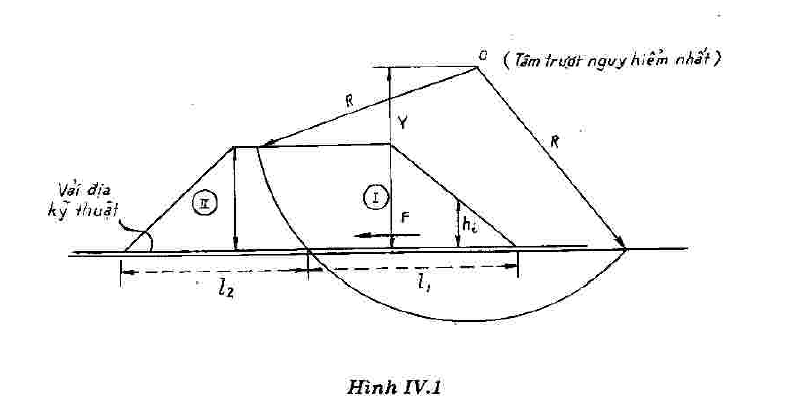 O (Tâm trượt nguy hiểm nhất)
R
Y
R
Vải địa
kỹ thuật
II
I
F
hi
l2
l1
Hình IV.1